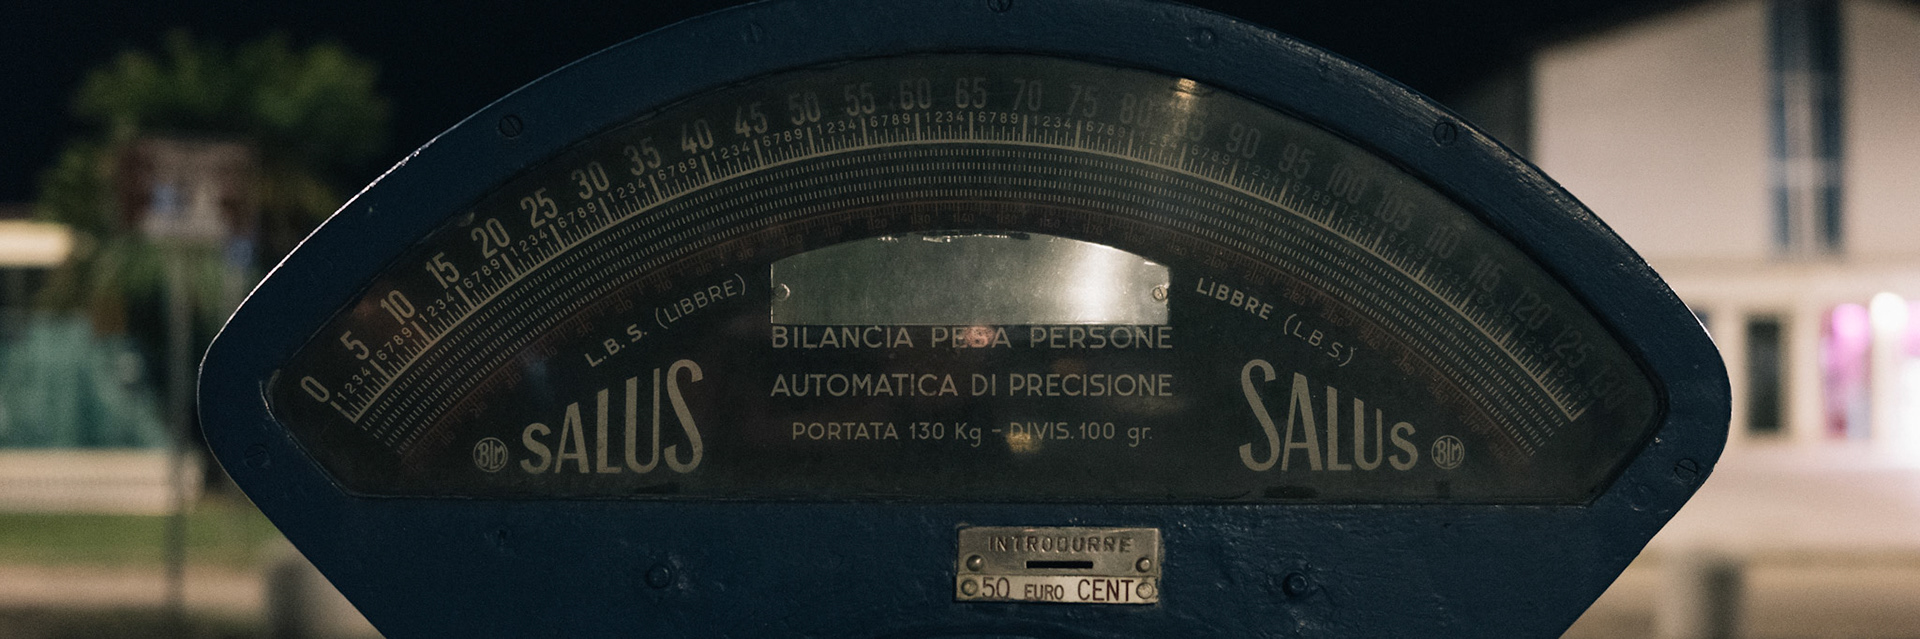 0 5 10 15 20 25 30 35 40 45 50 55 60 65 70 75 80 85 90 95 100 105 110 115 120 125 130
L.B.S. (LIBBRE)
LIBBRE (L.B.S)
BILANCIA PESA PERSONE
AUTOMATICA DI PRECISIONE
PORTATA 130 Kg - DIVIS. 100 gr.
BLM SALUS
SALUS BLM
INTRODURRE
50 EURO CENT